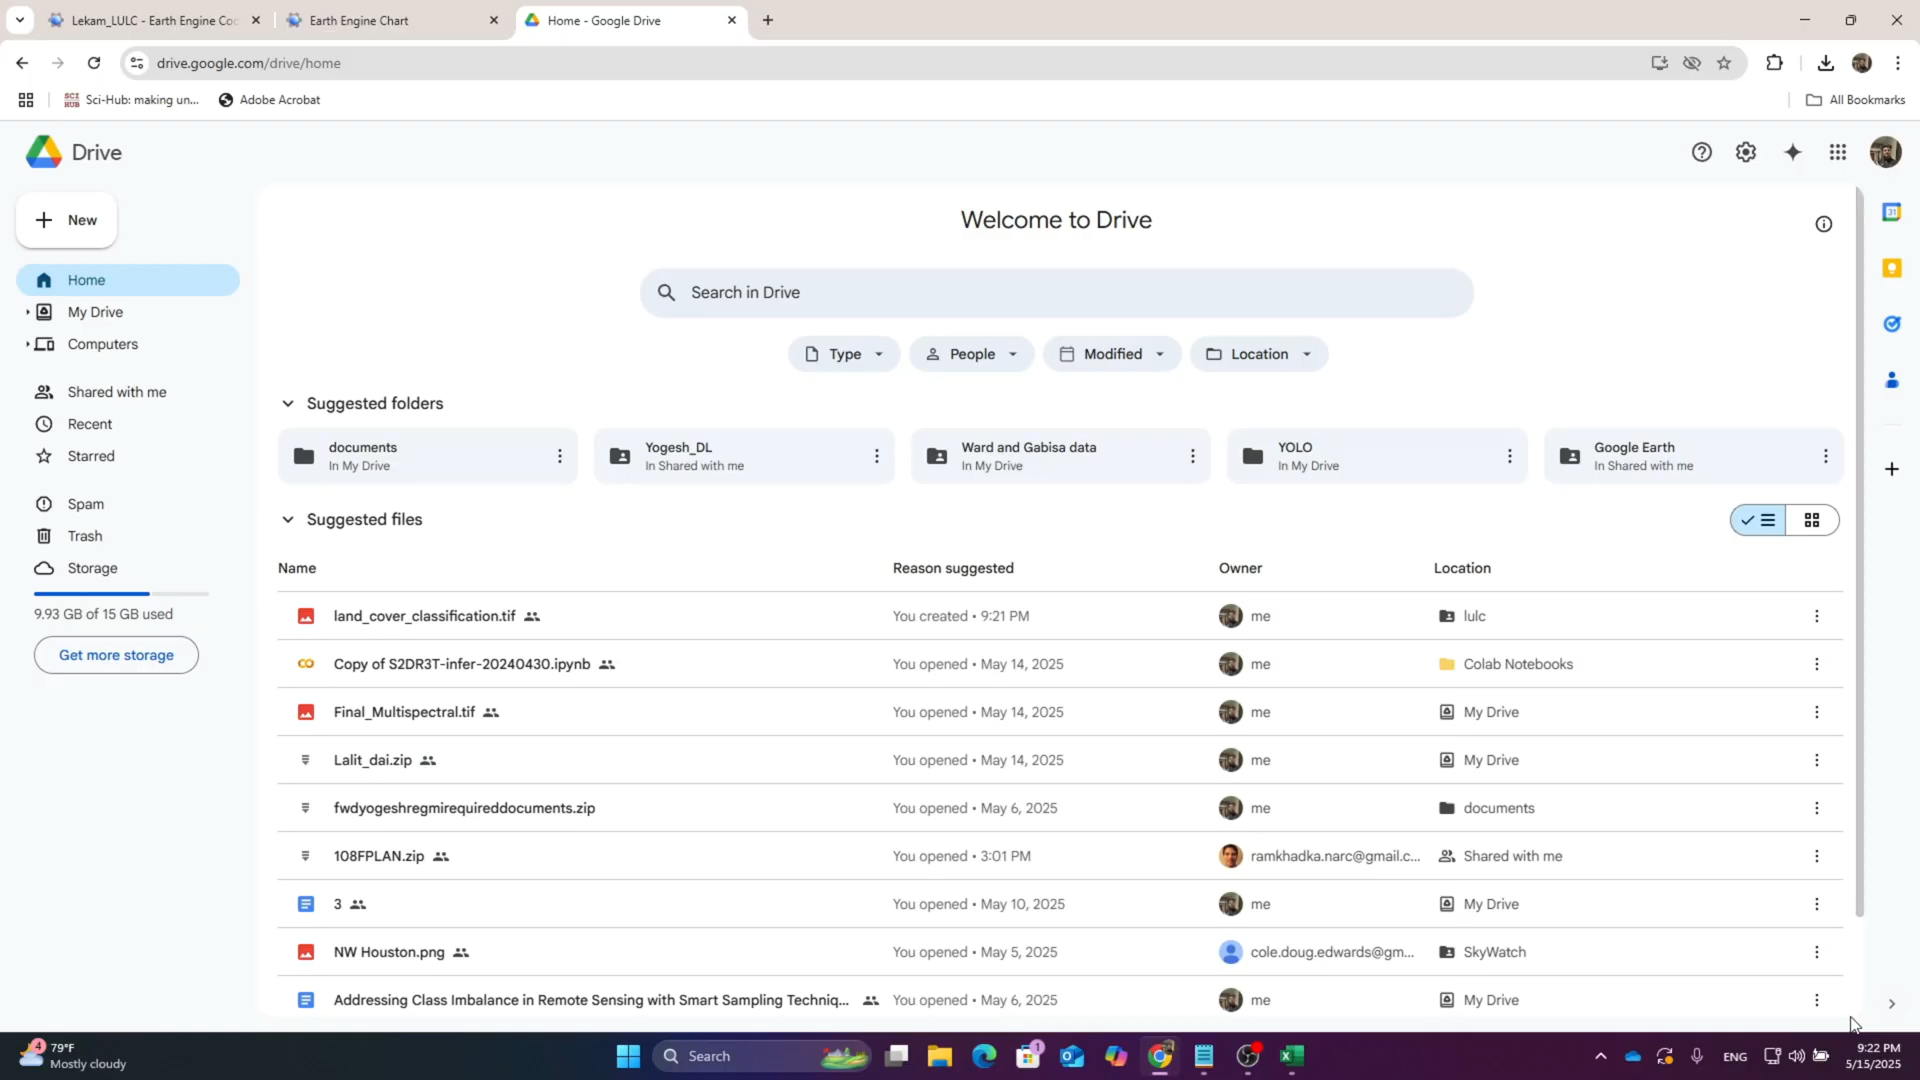 Lekam_LULC - Earth Engine Coc
Earth Engine Chart
Home - Google Drive
drive.google.com/drive/home
SCI HUB
Sci-Hub: making un...
Adobe Acrobat
All Bookmarks
Drive
New
Home
My Drive
Computers
Shared with me
Recent
Starred
Spam
Trash
Storage
9.93 GB of 15 GB used
Get more storage
Welcome to Drive
Search in Drive
Type
People
Modified
Location
Suggested folders
documents
In My Drive
Yogesh_DL
In Shared with me
Ward and Gabisa data
In My Drive
YOLO
In My Drive
Google Earth
In Shared with me
31
Suggested files
Name Reason suggested Owner Location
land_cover_classification.tif You created • 9:21 PM me lulc
Copy of S2DR3T-infer-20240430.ipynb You opened • May 14, 2025 me Colab Notebooks
Final_Multispectral.tif You opened • May 14, 2025 me My Drive
Lalit_dai.zip You opened • May 14, 2025 me My Drive
fwdyogeshregmirequireddocuments.zip You opened • May 6, 2025 me documents
108FPLAN.zip You opened • 3:01 PM ramkhadka.narc@gmail.c... Shared with me
3 You opened • May 10, 2025 me My Drive
NW Houston.png You opened • May 5, 2025 cole.doug.edwards@gm... SkyWatch
Addressing Class Imbalance in Remote Sensing with Smart Sampling Techniq... You opened • May 6, 2025 me My Drive
4
79°F
Mostly cloudy
Search
1
ENG
9:22 PM
5/15/2025